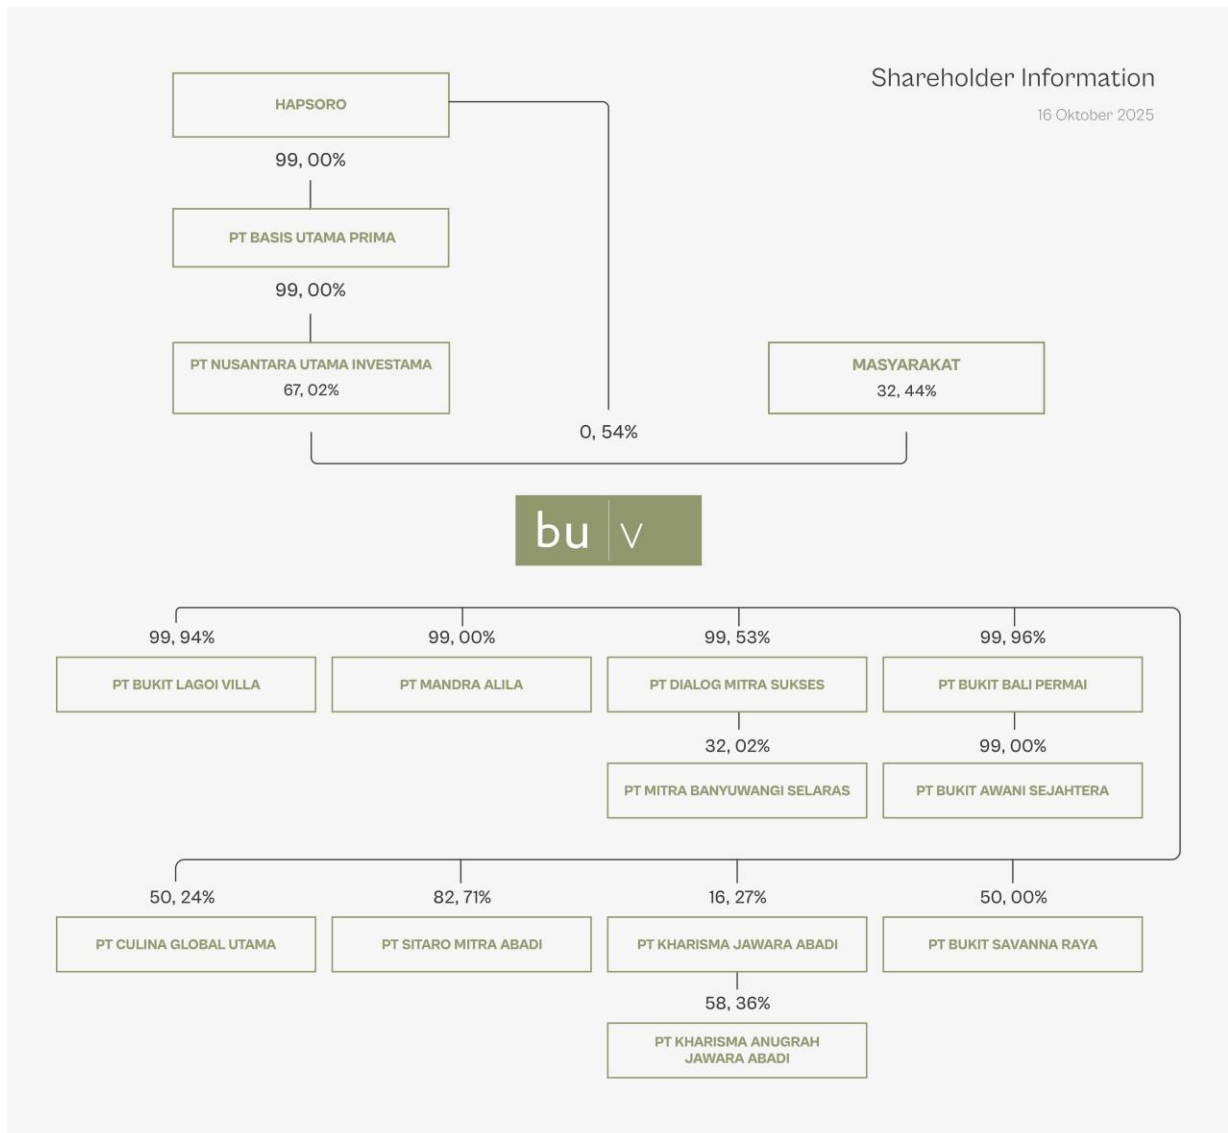 Shareholder Information
16 Oktober 2025
HAPSORO
99, 00%
PT BASIS UTAMA PRIMA
99, 00%
PT NUSANTARA UTAMA INVESTAMA
67, 02%
MASYARAKAT
32, 44%
0, 54%
bu v
99, 94%
99, 00%
99, 53%
99, 96%
PT BUKIT LAGOI VILLA
PT MANDRA ALILA
PT DIALOG MITRA SUKSES
PT BUKIT BALI PERMAI
32, 02%
99, 00%
PT MITRA BANYUWANGI SELARAS
PT BUKIT AWANI SEJAHTERA
50, 24%
82, 71%
16, 27%
50, 00%
PT CULINA GLOBAL UTAMA
PT SITARO MITRA ABADI
PT KHARISMA JAWARA ABADI
PT BUKIT SAVANNA RAYA
58, 36%
PT KHARISMA ANUGRAH
JAWARA ABADI